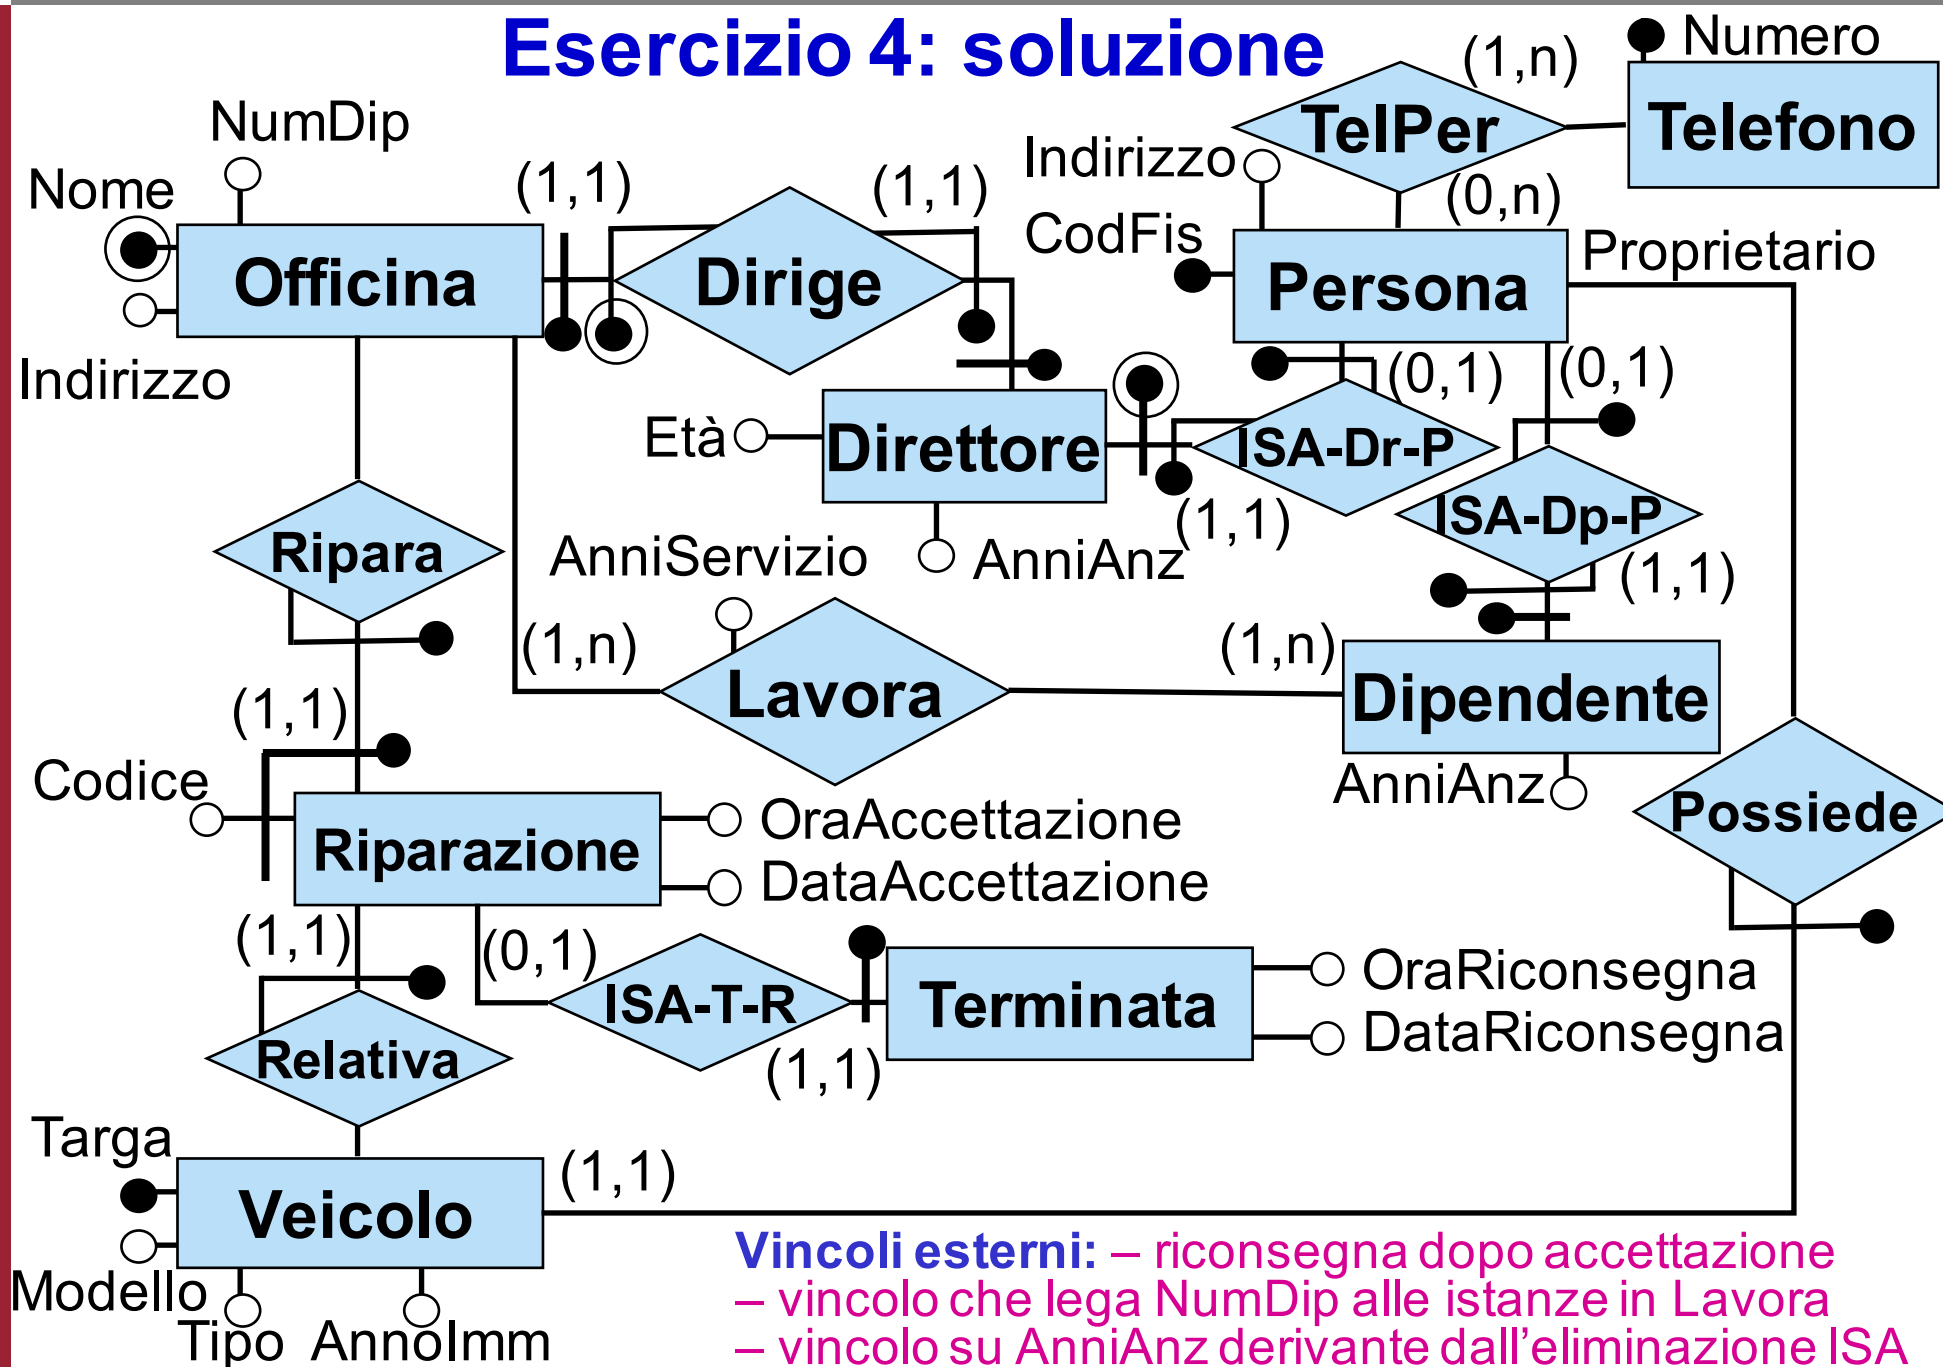 Esercizio 4: soluzione
(1,n)
Numero
NumDip
TelPer
Telefono
Nome
(1,1)
(1,1)
Indirizzo
(0,n)
CodFis
Proprietario
Officina
Dirige
Persona
Indirizzo
(0,1)
(0,1)
Età
Direttore
ISA-Dr-P
(1,1)
ISA-Dp-P
Ripara
AnniServizio
AnniAnz
(1,1)
(1,n)
(1,n)
Lavora
Dipendente
(1,1)
Codice
AnniAnz
Possiede
OraAccettazione
Riparazione
DataAccettazione
(1,1)
(0,1)
OraRiconsegna
ISA-T-R
Terminata
DataRiconsegna
Relativa
(1,1)
Targa
(1,1)
Veicolo
Vincoli esterni: – riconsegna dopo accettazione
Modello
– vincolo che lega NumDip alle istanze in Lavora
Tipo
AnnoImm
– vincolo su AnniAnz derivante dall'eliminazione ISA